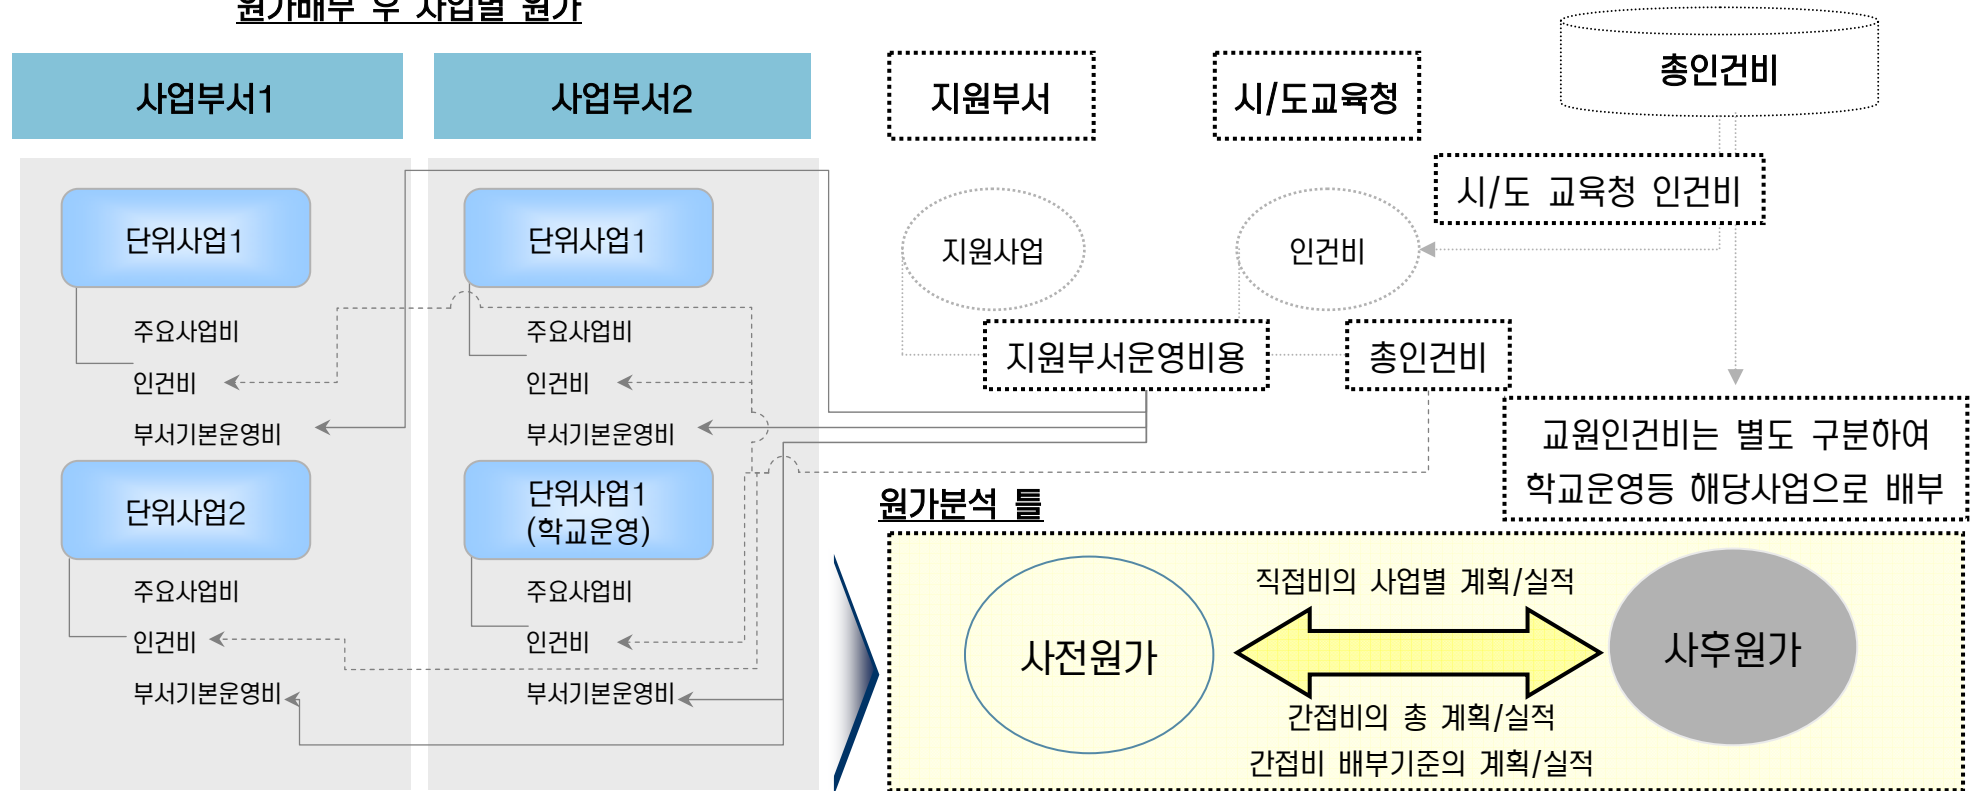 원가배부 후 사업별 원가
사업부서1
사업부서2
지원부서
시/도교육청
총인건비
시/도 교육청 인건비
단위사업1
단위사업1
지원사업
인건비
주요사업비
인건비
부서기본운영비
주요사업비
인건비
부서기본운영비
지원부서운영비용
총인건비
교원인건비는 별도 구분하여
학교운영등 해당사업으로 배부
단위사업2
단위사업1
(학교운영)
주요사업비
인건비
부서기본운영비
주요사업비
인건비
부서기본운영비
원가분석 틀
사전원가
직접비의 사업별 계획/실적
사후원가
간접비의 총 계획/실적
간접비 배부기준의 계획/실적